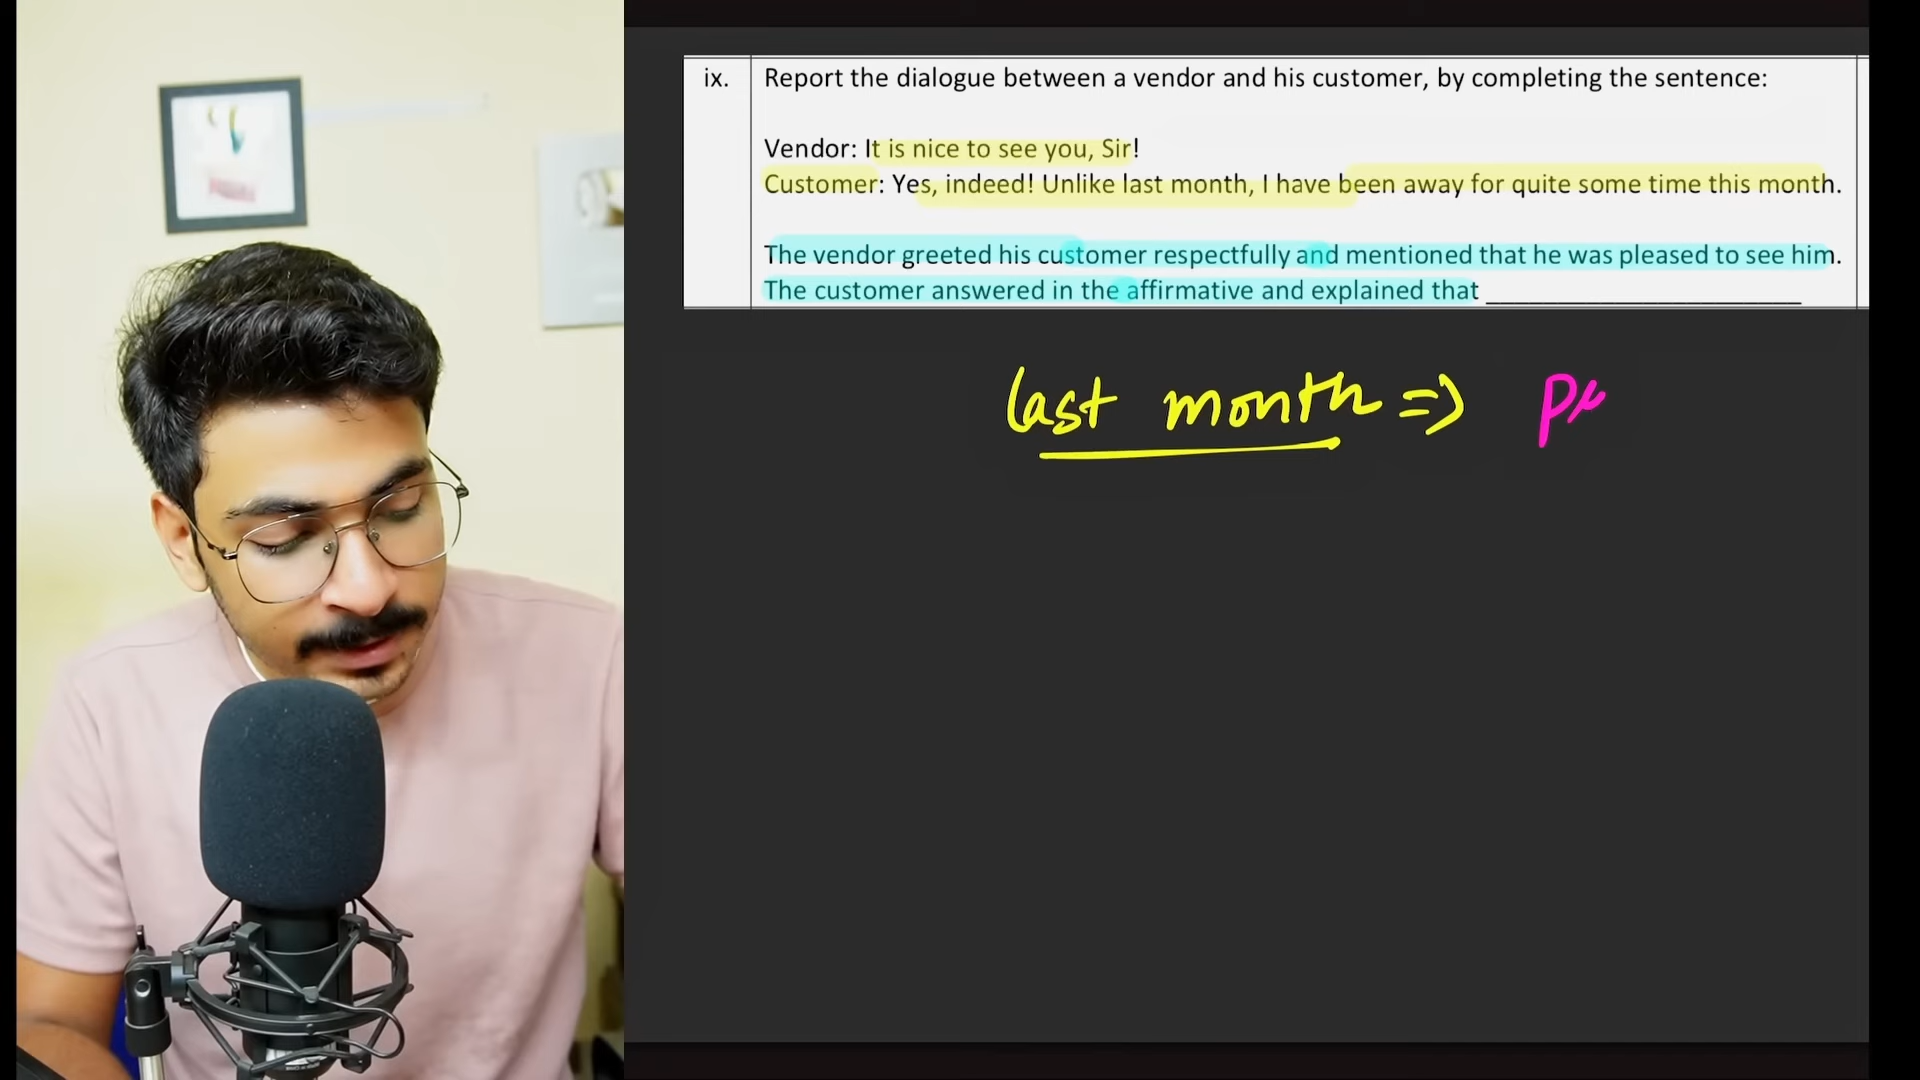 ix. Report the dialogue between a vendor and his customer, by completing the sentence:
Vendor: It is nice to see you, Sir!
Customer: Yes, indeed! Unlike last month, I have been away for quite some time this month.
The vendor greeted his customer respectfully and mentioned that he was pleased to see him.
The customer answered in the affirmative and explained that ____________________
last month => pr